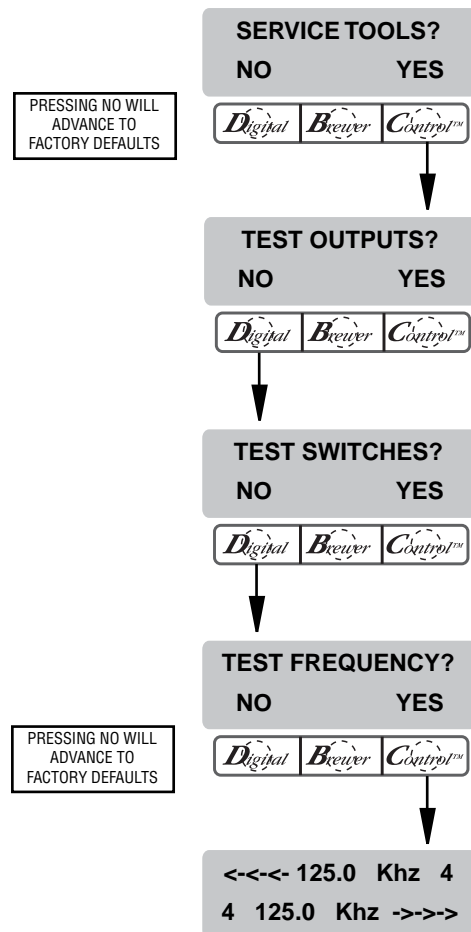 SERVICE TOOLS?
NO YES
PRESSING NO WILL
ADVANCE TO
FACTORY DEFAULTS
Digital Brewer Control™
TEST OUTPUTS?
NO YES
Digital Brewer Control™
TEST SWITCHES?
NO YES
Digital Brewer Control™
TEST FREQUENCY?
NO YES
PRESSING NO WILL
ADVANCE TO
FACTORY DEFAULTS
Digital Brewer Control™
<-<-<- 125.0 Khz 4
4 125.0 Khz ->->->